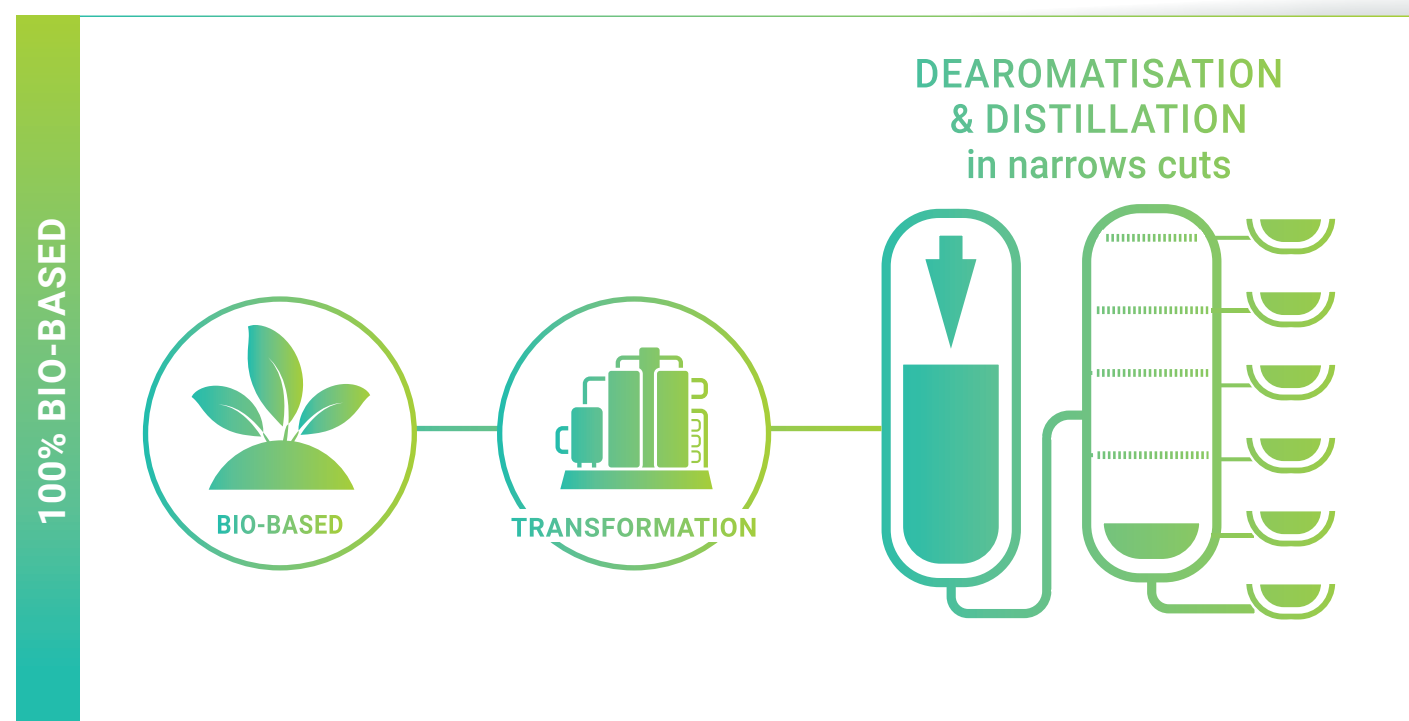 100% BIO-BASED
DEAROMATISATION
& DISTILLATION
in narrows cuts
BIO-BASED
TRANSFORMATION